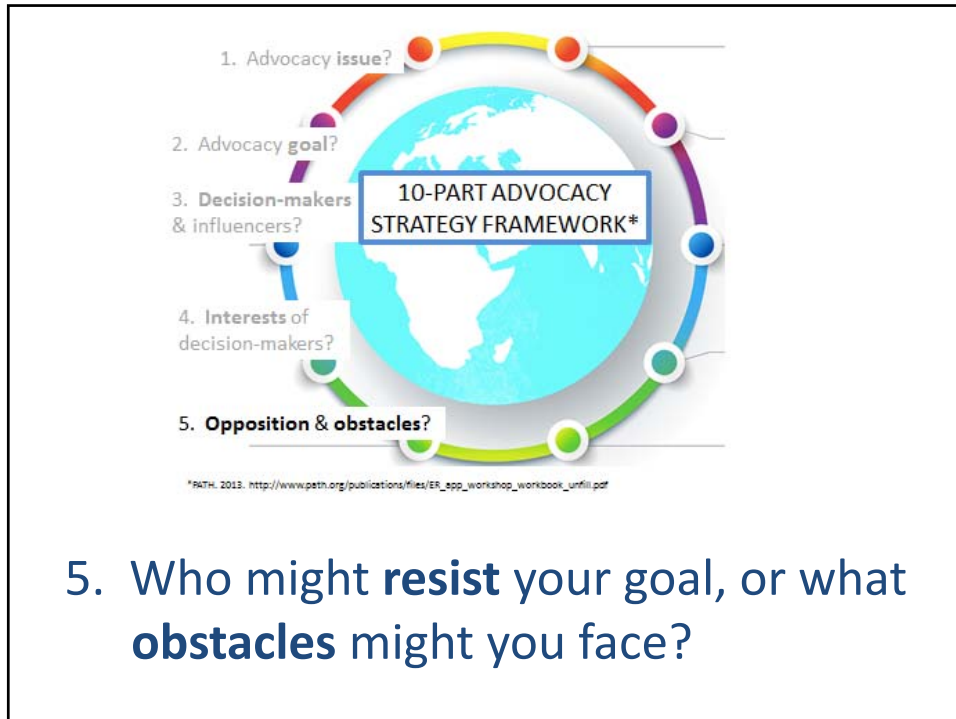 1. Advocacy issue?
2. Advocacy goal?
3. Decision-makers
& influencers?
10-PART ADVOCACY
STRATEGY FRAMEWORK*
4. Interests of
decision-makers?
5. Opposition & obstacles?
*PATH. 2013. http://www.path.org/publications/files/ER_app_workshop_workbook_unfill.pdf
5. Who might resist your goal, or what
obstacles might you face?